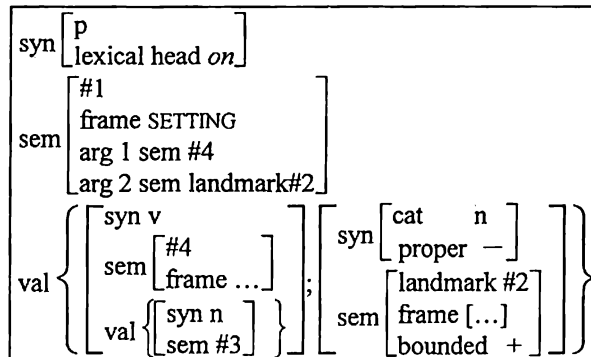 syn [p
lexical head on]
sem [#1
frame SETTING
arg 1 sem #4
arg 2 sem landmark#2]
val { [syn v
sem [#4
frame ...]
val {[syn n
sem #3]}] ; [syn [cat n
proper –]
sem [landmark #2
frame [...]
bounded +]] }